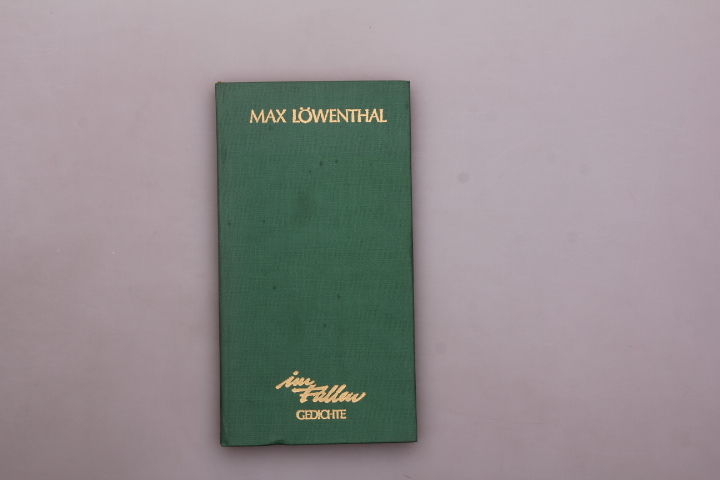 MAX LÖWENTHAL
im
Fallen
GEDICHTE